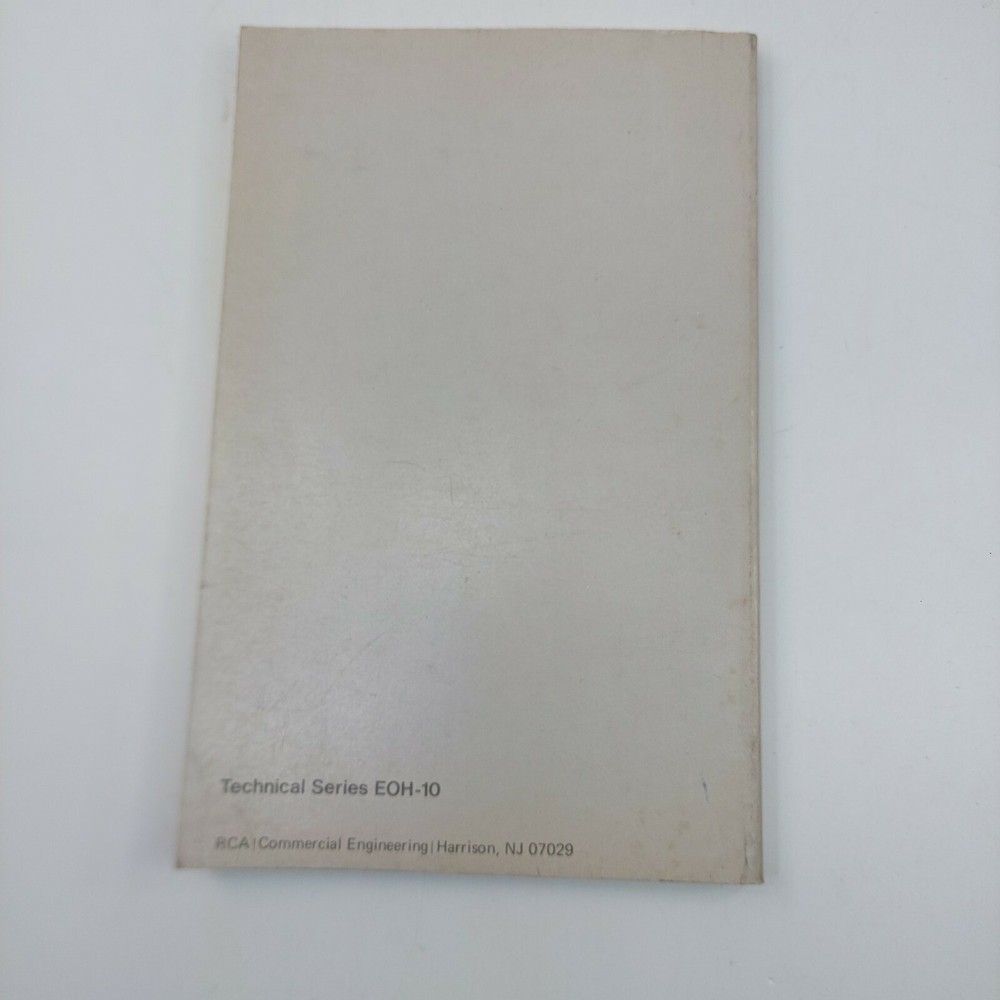 Technical Series EOH-10
RCA|Commercial Engineering|Harrison, NJ 07029